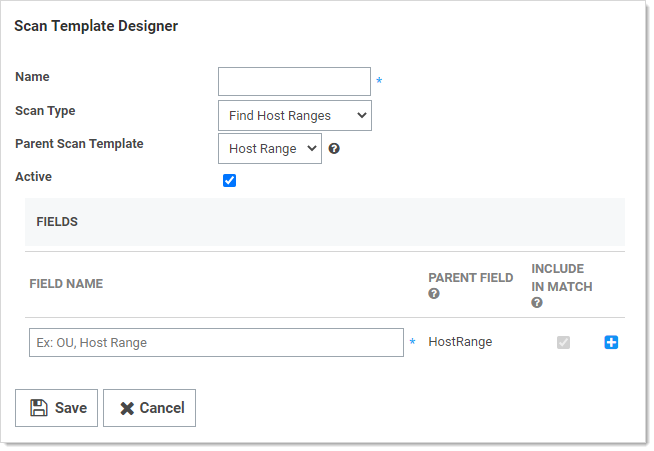 Scan Template Designer
Name *
Scan Type Find Host Ranges
Parent Scan Template Host Range ?
Active
FIELDS
FIELD NAME PARENT FIELD ? INCLUDE IN MATCH ?
Ex: OU, Host Range * HostRange
Save Cancel